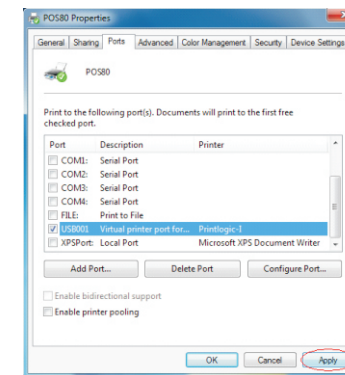 POS80 Properties
General Sharing Ports Advanced Color Management Security Device Settings
POS80
Print to the following port(s). Documents will print to the first free
checked port.
Port Description Printer
COM1: Serial Port
COM2: Serial Port
COM3: Serial Port
COM4: Serial Port
FILE: Print to File
USB001 Virtual printer port for... Printlogic-I
XPSPort: Local Port Microsoft XPS Document Writer
Add Port... Delete Port Configure Port...
Enable bidirectional support
Enable printer pooling
OK Cancel Apply